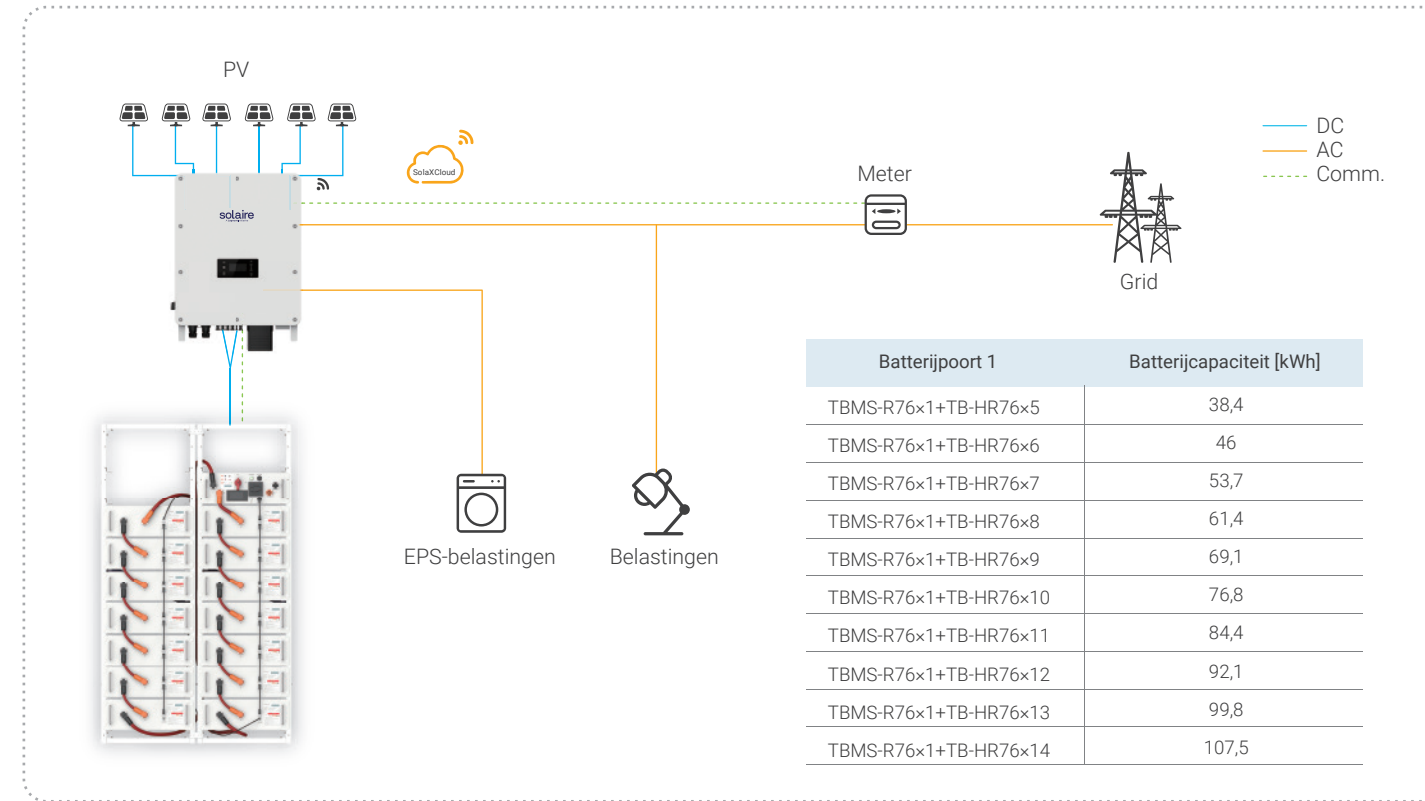 PV
DC
AC
Comm.
SolaXCloud
Meter
solaire
Grid
EPS-belastingen
Belastingen
Batterijpoort 1 Batterijcapaciteit [kWh]
TBMS-R76×1+TB-HR76×5 38,4
TBMS-R76×1+TB-HR76×6 46
TBMS-R76×1+TB-HR76×7 53,7
TBMS-R76×1+TB-HR76×8 61,4
TBMS-R76×1+TB-HR76×9 69,1
TBMS-R76×1+TB-HR76×10 76,8
TBMS-R76×1+TB-HR76×11 84,4
TBMS-R76×1+TB-HR76×12 92,1
TBMS-R76×1+TB-HR76×13 99,8
TBMS-R76×1+TB-HR76×14 107,5